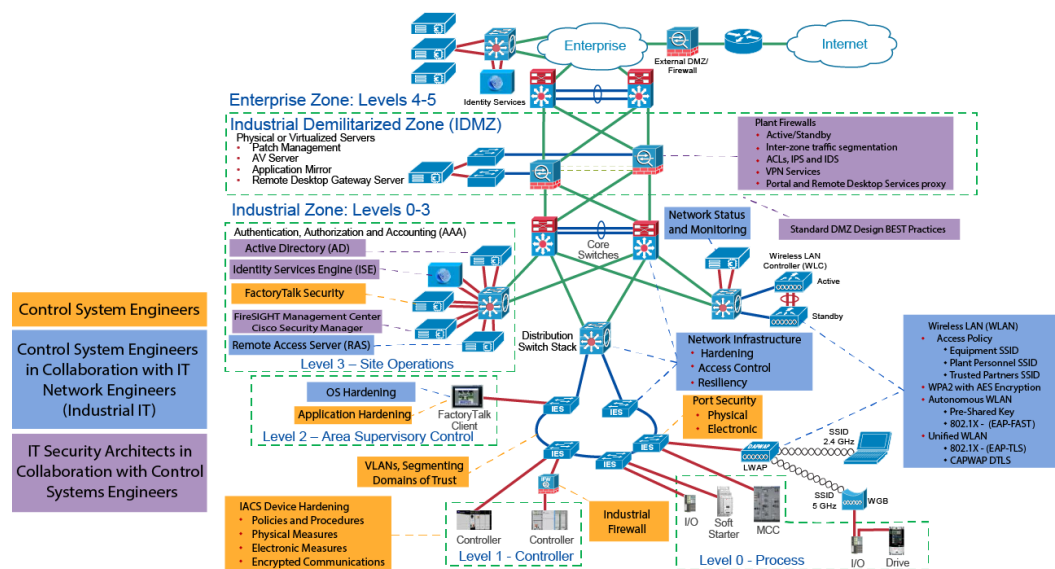 Enterprise
External DMZ/
Firewall
Internet
Identity Services
Enterprise Zone: Levels 4-5
Industrial Demilitarized Zone (IDMZ)
Physical or Virtualized Servers
• Patch Management
• AV Server
• Application Mirror
• Remote Desktop Gateway Server
Plant Firewalls
• Active/Standby
• Inter-zone traffic segmentation
• ACLs, IPS and IDS
• VPN Services
• Portal and Remote Desktop Services proxy
Standard DMZ Design BEST Practices
Industrial Zone: Levels 0-3
Authentication, Authorization and Accounting (AAA)
Active Directory (AD)
Identity Services Engine (ISE)
FactoryTalk Security
FireSIGHT Management Center
Cisco Security Manager
Remote Access Server (RAS)
Level 3 – Site Operations
Core
Switches
Network Status
and Monitoring
Wireless LAN
Controller (WLC)
Active
Standby
Distribution
Switch Stack
Network Infrastructure
• Hardening
• Access Control
• Resiliency
Wireless LAN (WLAN)
• Access Policy
• Equipment SSID
• Plant Personnel SSID
• Trusted Partners SSID
• WPA2 with AES Encryption
• Autonomous WLAN
• Pre-Shared Key
• 802.1X - (EAP-FAST)
• Unified WLAN
• 802.1X - (EAP-TLS)
• CAPWAP DTLS
Control System Engineers
Control System Engineers
in Collaboration with IT
Network Engineers
(Industrial IT)
IT Security Architects in
Collaboration with Control
Systems Engineers
OS Hardening
Application Hardening
FactoryTalk
Client
Level 2 – Area Supervisory Control
IES
IES
IES
IES
IES
Port Security
• Physical
• Electronic
VLANs, Segmenting
Domains of Trust
CAPWAP
LWAP
SSID
2.4 GHz
SSID
5 GHz
WGB
IFW
Industrial
Firewall
IACS Device Hardening
• Policies and Procedures
• Physical Measures
• Electronic Measures
• Encrypted Communications
Controller
Controller
Level 1 - Controller
I/O
Soft
Starter
MCC
Level 0 - Process
I/O
Drive